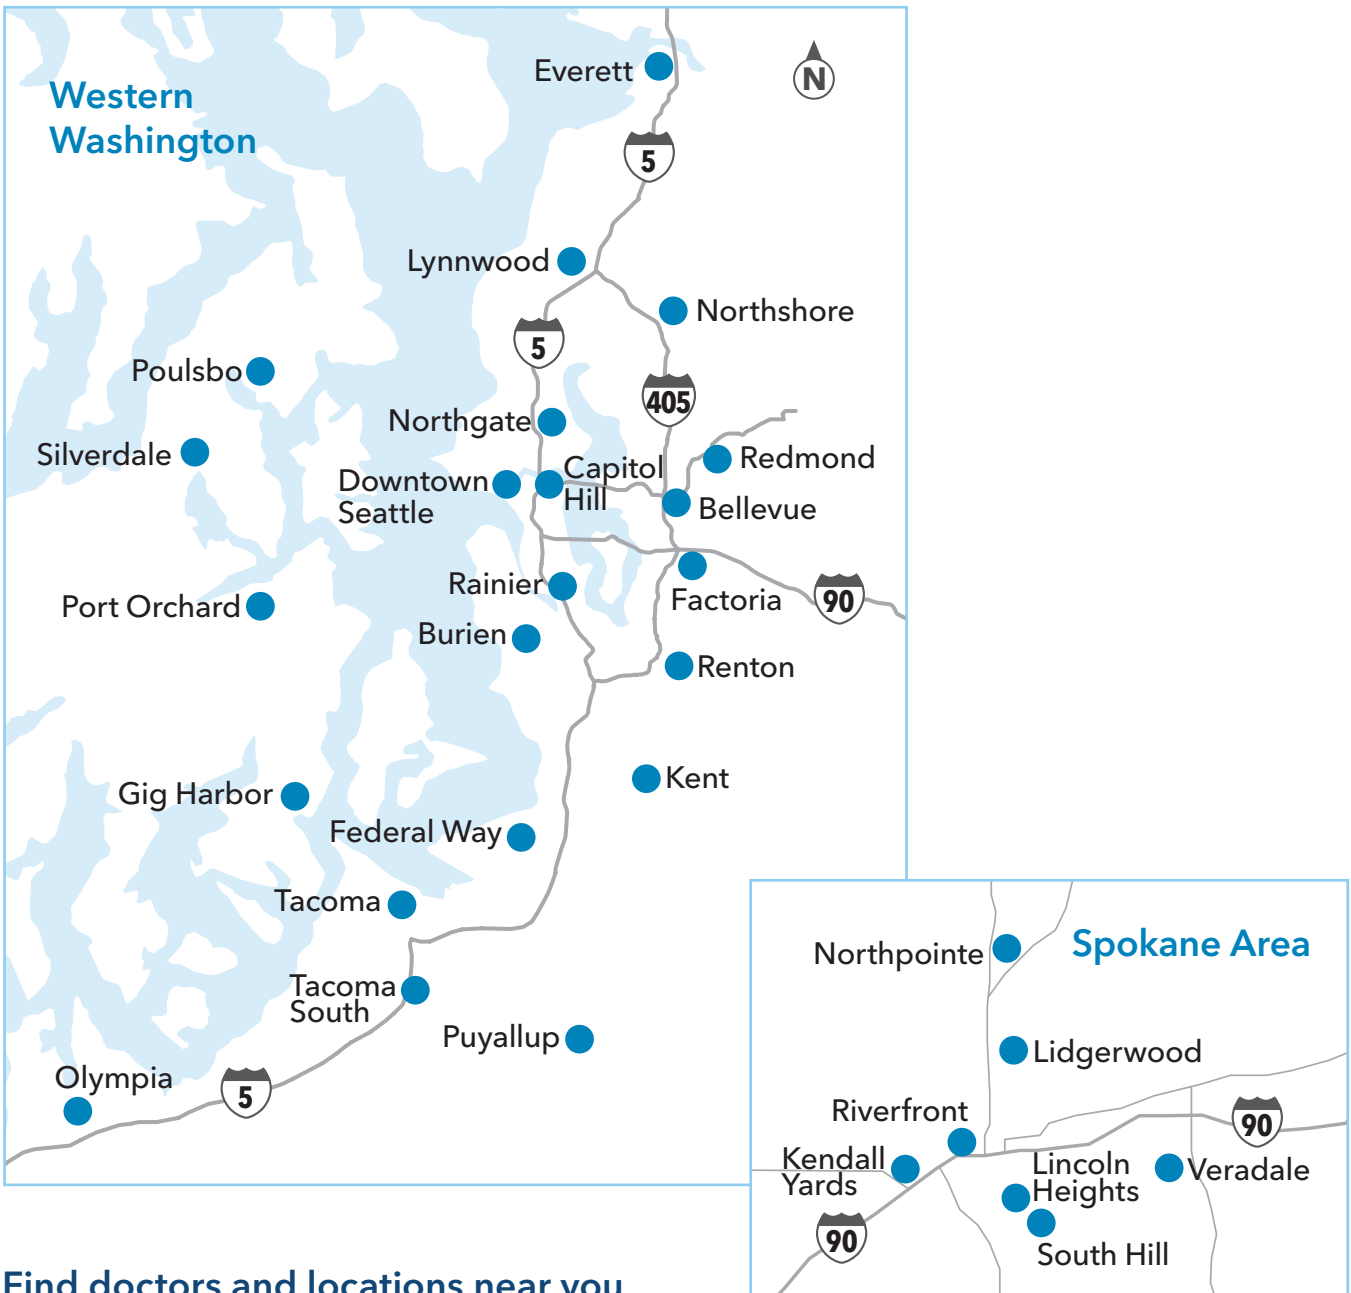 Western
Washington
Everett
N
5
Lynnwood
Northshore
5
Poulsbo
405
Northgate
Silverdale
Redmond
Capitol
Hill
Downtown
Seattle
Bellevue
Rainier
Factoria
90
Port Orchard
Burien
Renton
Gig Harbor
Kent
Federal Way
Tacoma
Tacoma
South
Puyallup
Olympia
5
Spokane Area
Northpointe
Lidgerwood
Riverfront
90
Kendall
Yards
Lincoln
Heights
Veradale
90
South Hill
Find doctors and locations near you